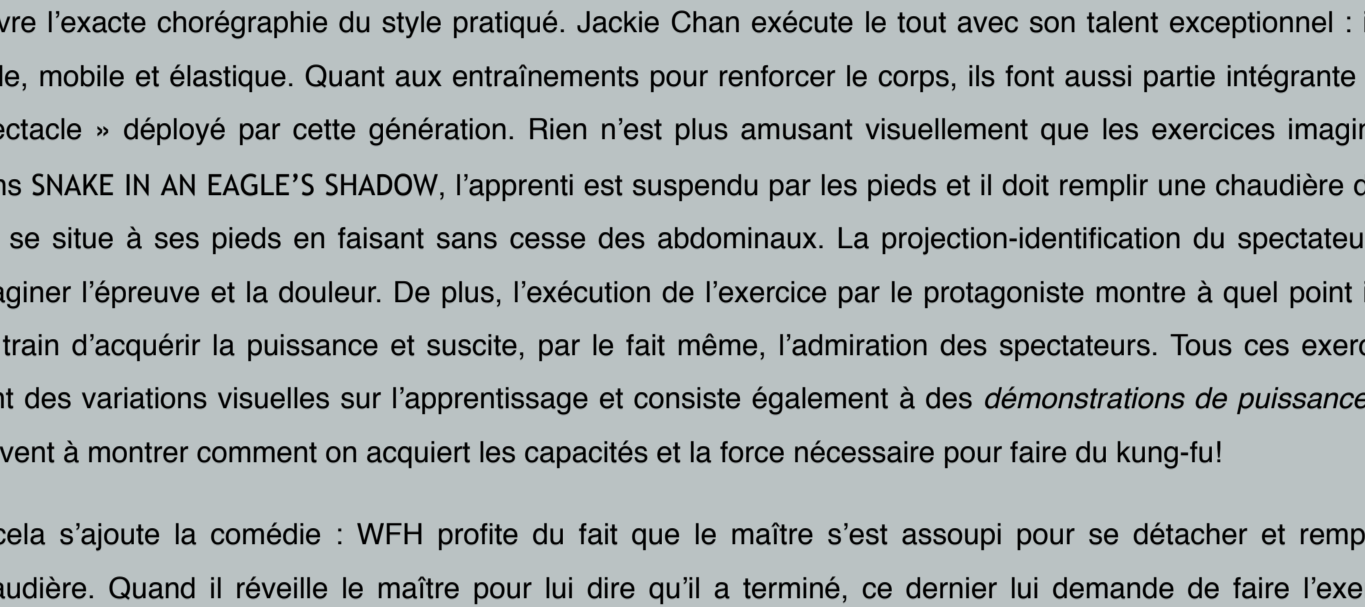 vre l’exacte chorégraphie du style pratiqué. Jackie Chan exécute le tout avec son talent exceptionnel :
le, mobile et élastique. Quant aux entraînements pour renforcer le corps, ils font aussi partie intégrante
ectacle » déployé par cette génération. Rien n’est plus amusant visuellement que les exercices imagin
ns SNAKE IN AN EAGLE’S SHADOW, l’apprenti est suspendu par les pieds et il doit remplir une chaudière d
se situe à ses pieds en faisant sans cesse des abdominaux. La projection-identification du spectateu
aginer l’épreuve et la douleur. De plus, l’exécution de l’exercice par le protagoniste montre à quel point i
train d’acquérir la puissance et suscite, par le fait même, l’admiration des spectateurs. Tous ces exerc
nt des variations visuelles sur l’apprentissage et consiste également à des démonstrations de puissance
vent à montrer comment on acquiert les capacités et la force nécessaire pour faire du kung-fu!
cela s’ajoute la comédie : WFH profite du fait que le maître s’est assoupi pour se détacher et remp
audière. Quand il réveille le maître pour lui dire qu’il a terminé, ce dernier lui demande de faire l’exe